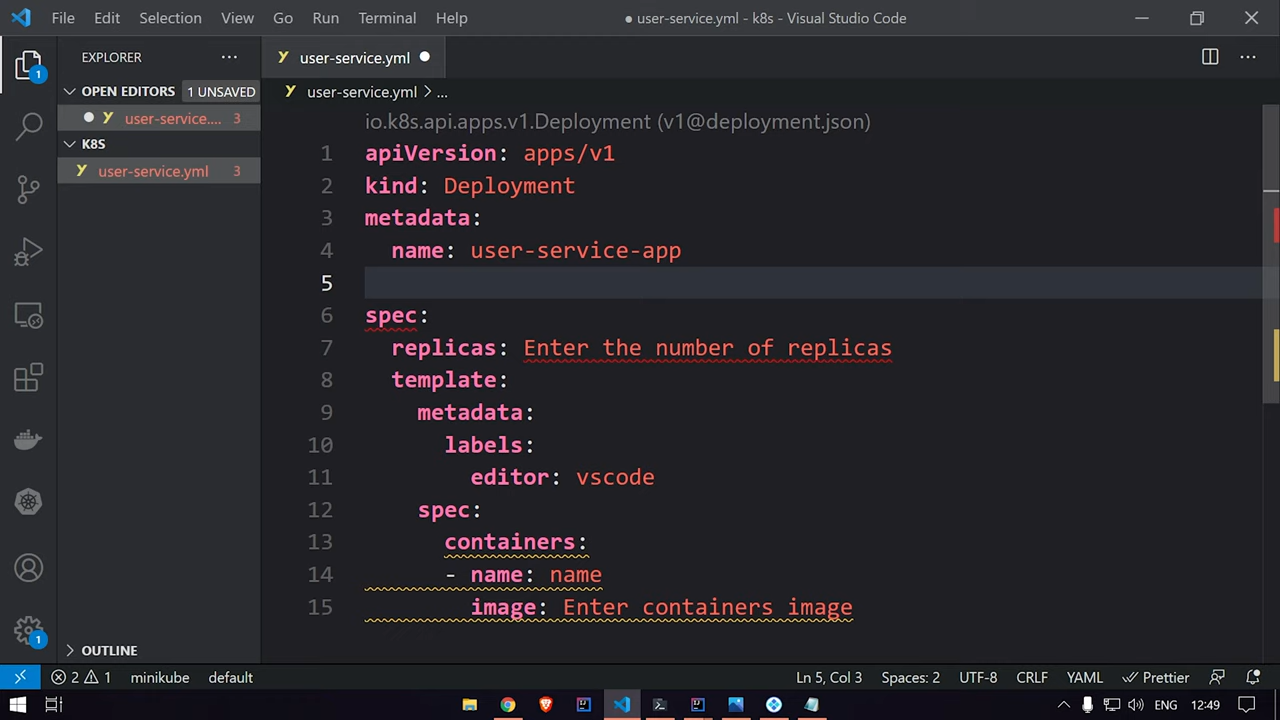 File Edit Selection View Go Run Terminal Help ● user-service.yml - k8s - Visual Studio Code
EXPLORER ···
OPEN EDITORS 1 UNSAVED
user-service.... 3
K8S
user-service.yml 3
OUTLINE
user-service.yml
user-service.yml > ...
io.k8s.api.apps.v1.Deployment (v1@deployment.json)
1 apiVersion: apps/v1
2 kind: Deployment
3 metadata:
4 name: user-service-app
5
6 spec:
7 replicas: Enter the number of replicas
8 template:
9 metadata:
10 labels:
11 editor: vscode
12 spec:
13 containers:
14 - name: name
15 image: Enter containers image
1
1
2 1 minikube default Ln 5, Col 3 Spaces: 2 UTF-8 CRLF YAML Prettier
ENG 12:49